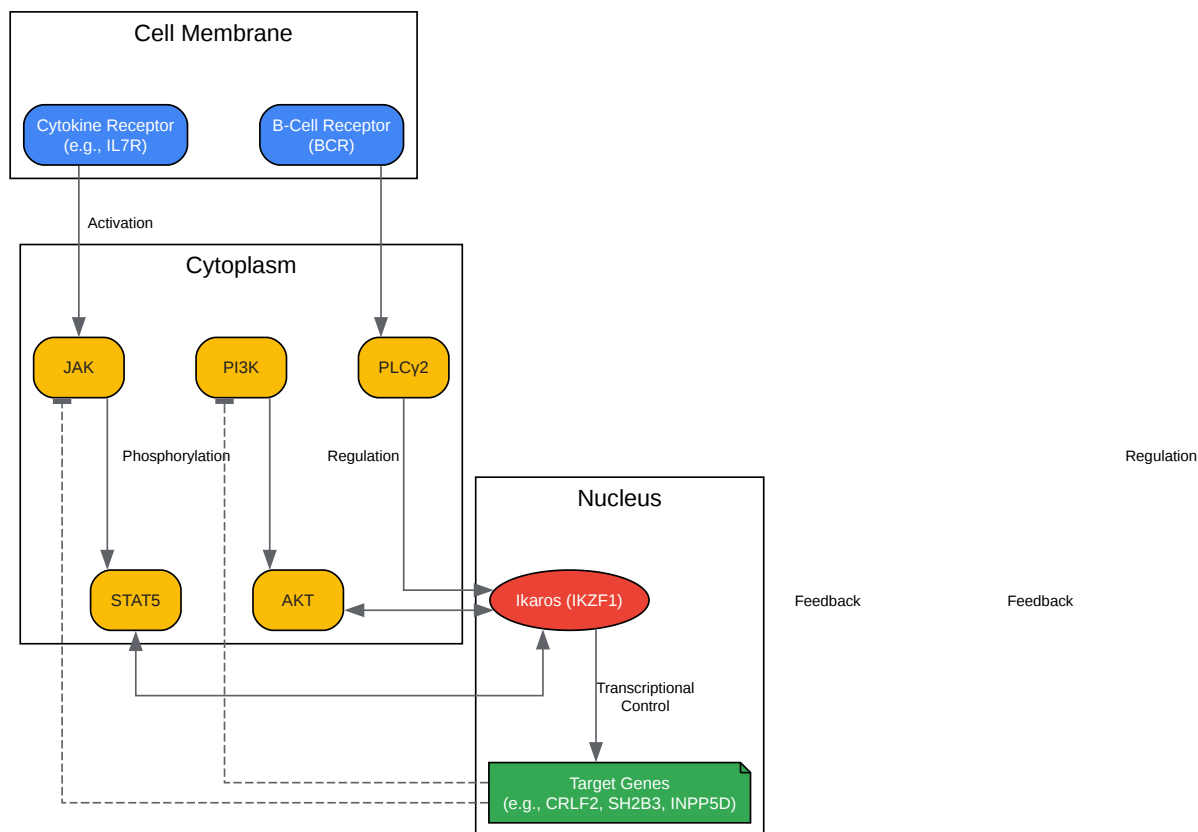 Cell Membrane
Cytokine Receptor
(e.g., IL7R)
B-Cell Receptor
(BCR)
Activation
Cytoplasm
JAK
PI3K
PLCγ2
Phosphorylation
Regulation
Regulation
Nucleus
STAT5
AKT
Ikaros (IKZF1)
Feedback
Feedback
Transcriptional
Control
Target Genes
(e.g., CRLF2, SH2B3, INPP5D)